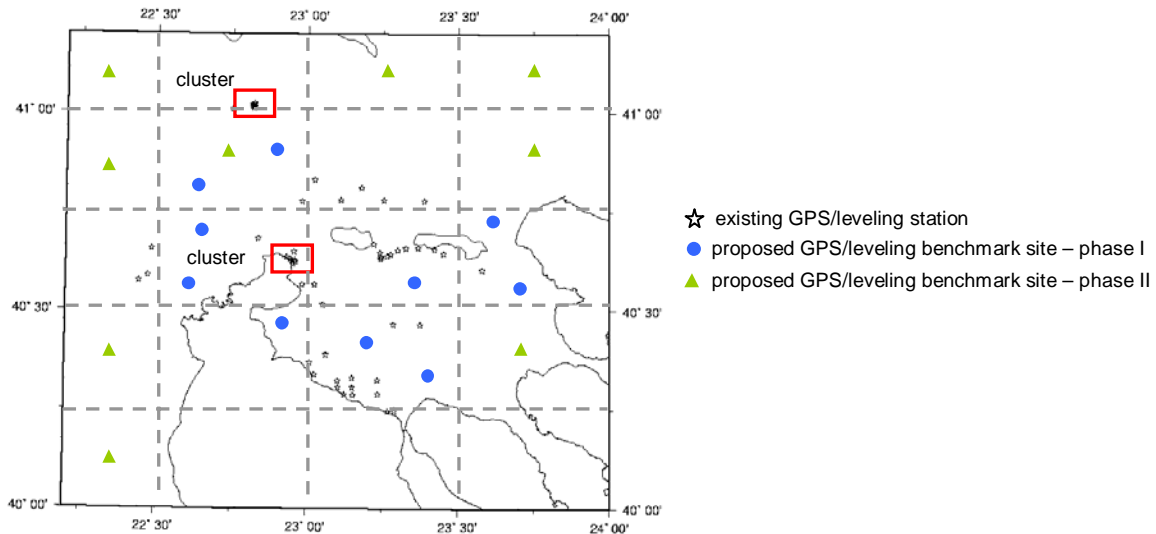 22° 30' 23° 00' 23° 30' 24° 00'
cluster
41° 00' 41° 00'
existing GPS/leveling station
proposed GPS/leveling benchmark site – phase I
cluster
proposed GPS/leveling benchmark site – phase II
40° 30' 40° 30'
40° 00' 40° 00'
22° 30' 23° 00' 23° 30' 24° 00'